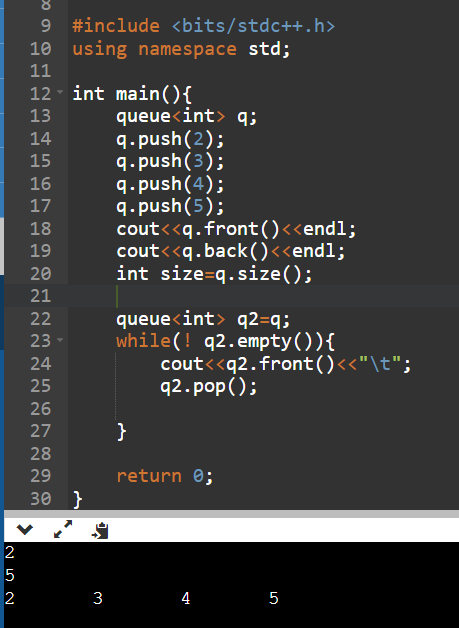 8
9 #include <bits/stdc++.h>
10 using namespace std;
11
12 int main(){
13     queue<int> q;
14     q.push(2);
15     q.push(3);
16     q.push(4);
17     q.push(5);
18     cout<<q.front()<<endl;
19     cout<<q.back()<<endl;
20     int size=q.size();
21
22     queue<int> q2=q;
23     while(! q2.empty()){
24         cout<<q2.front()<<"\t";
25         q2.pop();
26
27     }
28
29     return 0;
30 }
2
5
2	3	4	5